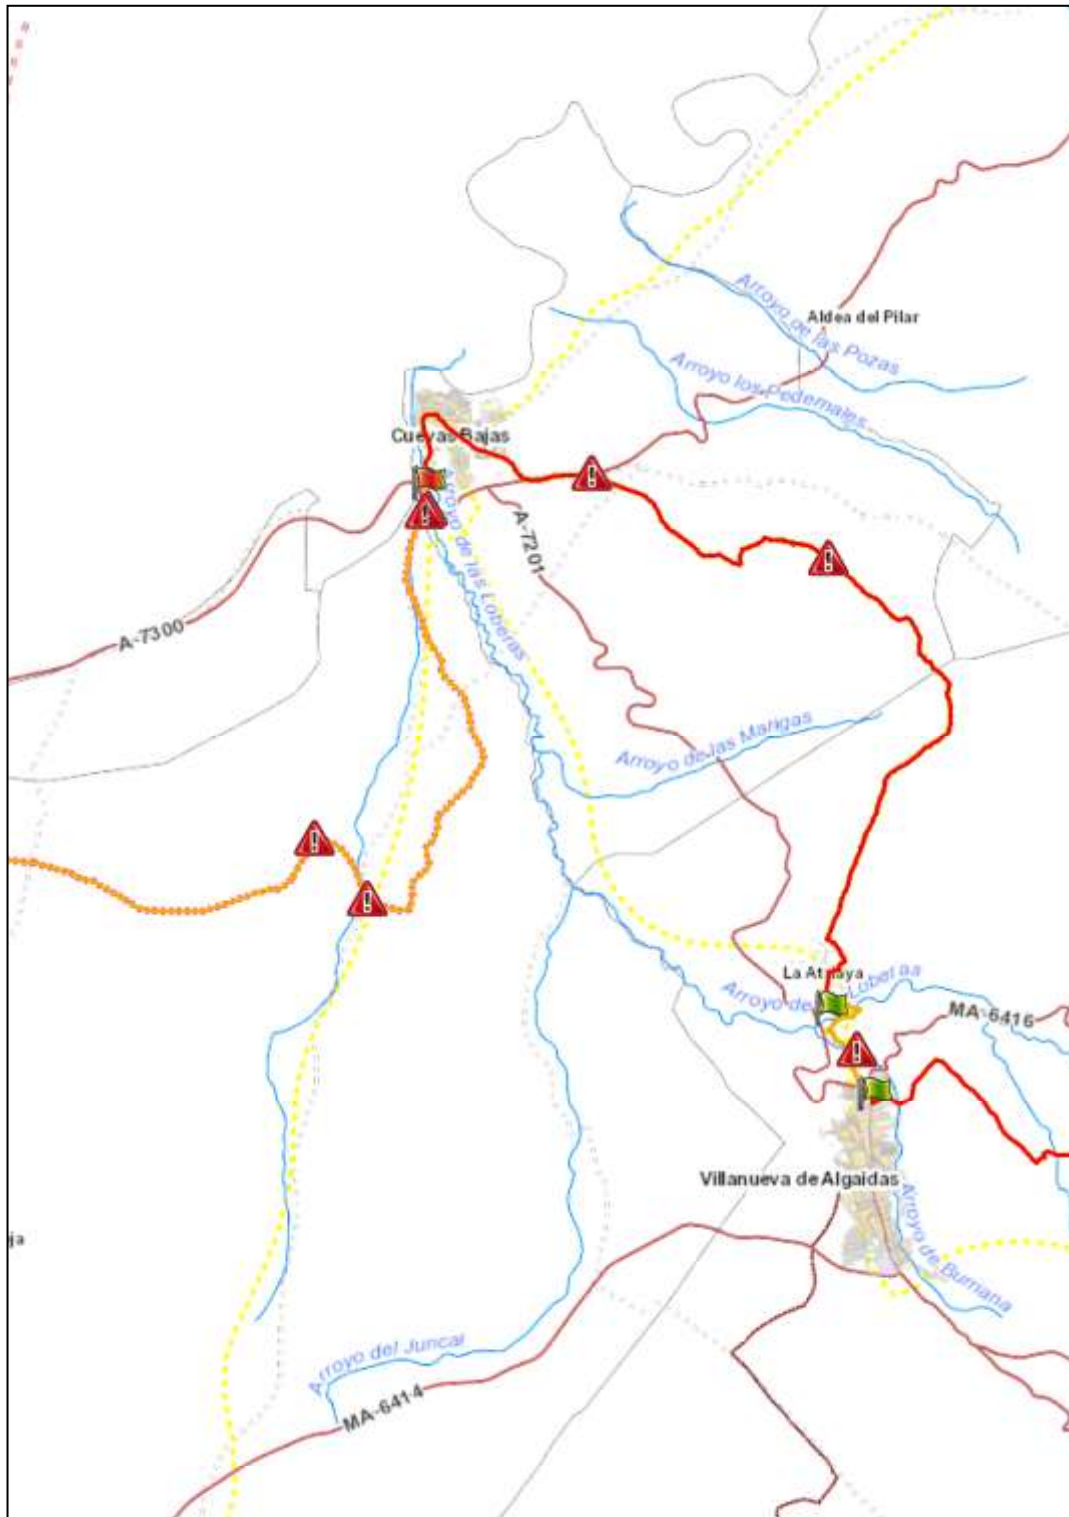 Arroyo de las Pozas
Aldea del Pilar
Arroyo los Pedernales
Cuevas Bajas
Arroyo de las Loberas
A-7201
A-7300
Arroyo de las Marigas
La Atalaya
Arroyo de
MA-6416
Villanueva de Algaidas
Arroyo de Burriana
ja
Arroyo del Juncal
MA-6414